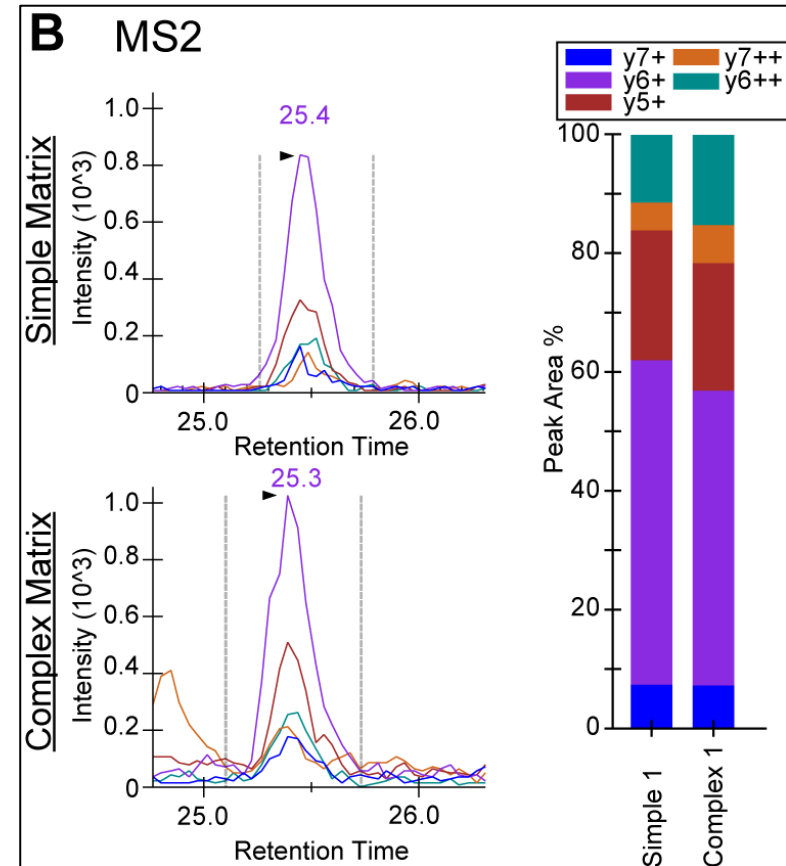 B MS2
y7+ y7++
y6+ y6++
y5+
Simple Matrix
Intensity (10^3)
25.4
1.0
0.8
0.6
0.4
0.2
0
25.0 26.0
Retention Time
Complex Matrix
Intensity (10^3)
25.3
1.0
0.8
0.6
0.4
0.2
0
25.0 26.0
Retention Time
Peak Area %
100
80
60
40
20
0
Simple 1
Complex 1